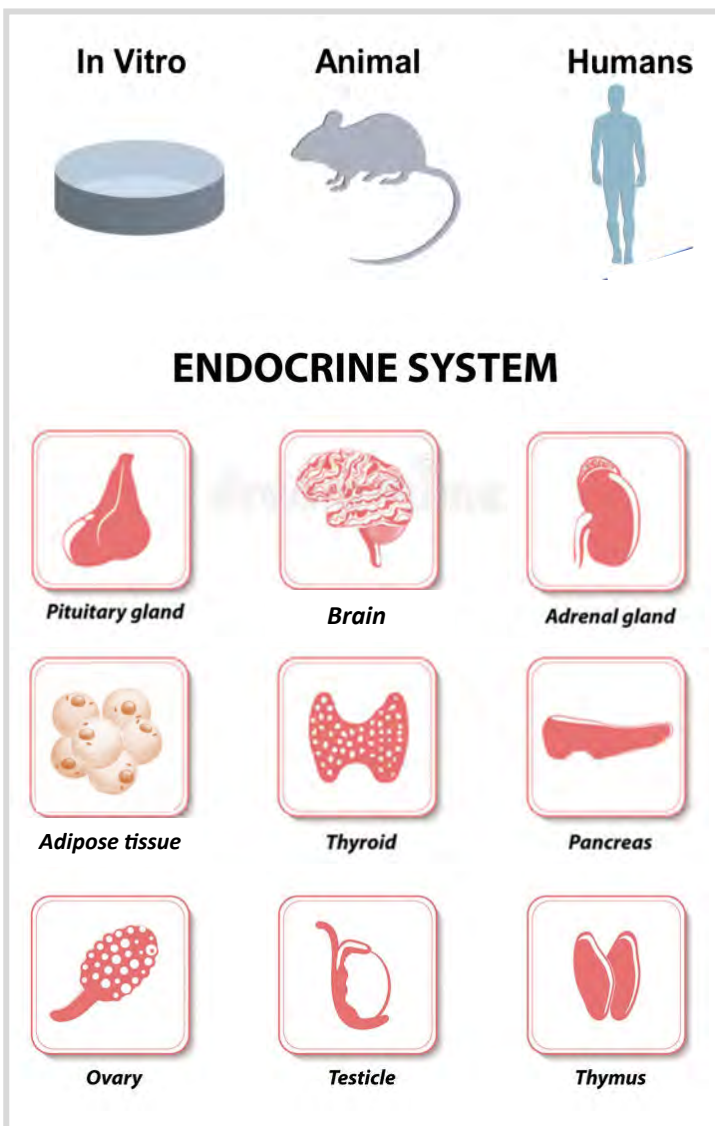 In Vitro Animal Humans
ENDOCRINE SYSTEM
Pituitary gland Brain Adrenal gland
Adipose tissue Thyroid Pancreas
Ovary Testicle Thymus